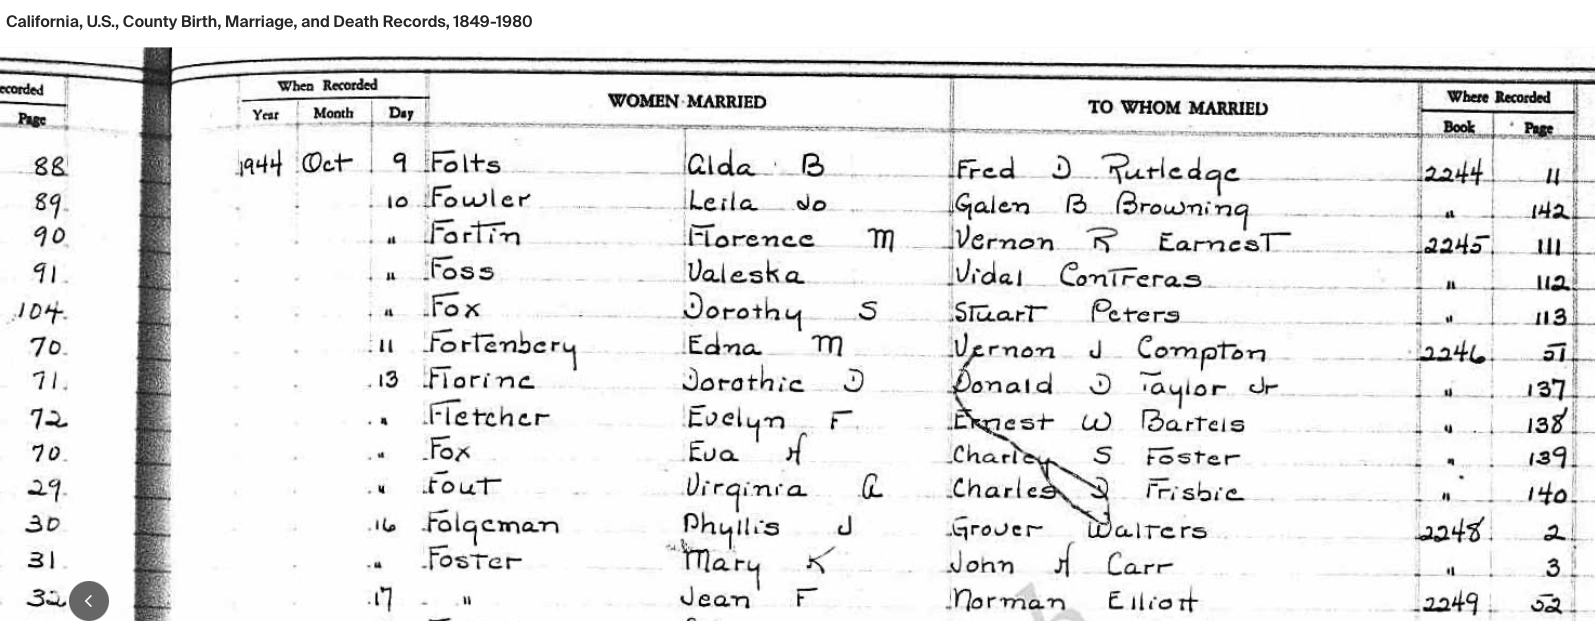 California, U.S., County Birth, Marriage, and Death Records, 1849-1980
ecorded When Recorded WOMEN MARRIED TO WHOM MARRIED Where Recorded
Page Year Month Day Book Page
88 1944 Oct 9 Folts Alda B Fred D Rutledge 2244 11
89 10 Fowler Leila Jo Galen B Browning " 142
90 " Fortin Florence M Vernon R Earnest 2245 111
91 " Foss Valeska Vidal Contreras " 112
104 " Fox Dorothy S Stuart Peters " 113
70 11 Fortenbery Edna M Vernon J Compton 2246 51
71 13 Florine Dorothie D Donald D Taylor Jr " 137
72 " Fletcher Evelyn F Ernest W Bartels " 138
70 " Fox Eva H Charley S Foster " 139
29 " Fout Virginia A Charles D Frisbie " 140
30 16 Folgeman Phyllis J Grover Walters 2248 2
31 " Foster Mary K John H Carr " 3
32 17 " Jean F Norman Elliott 2249 52